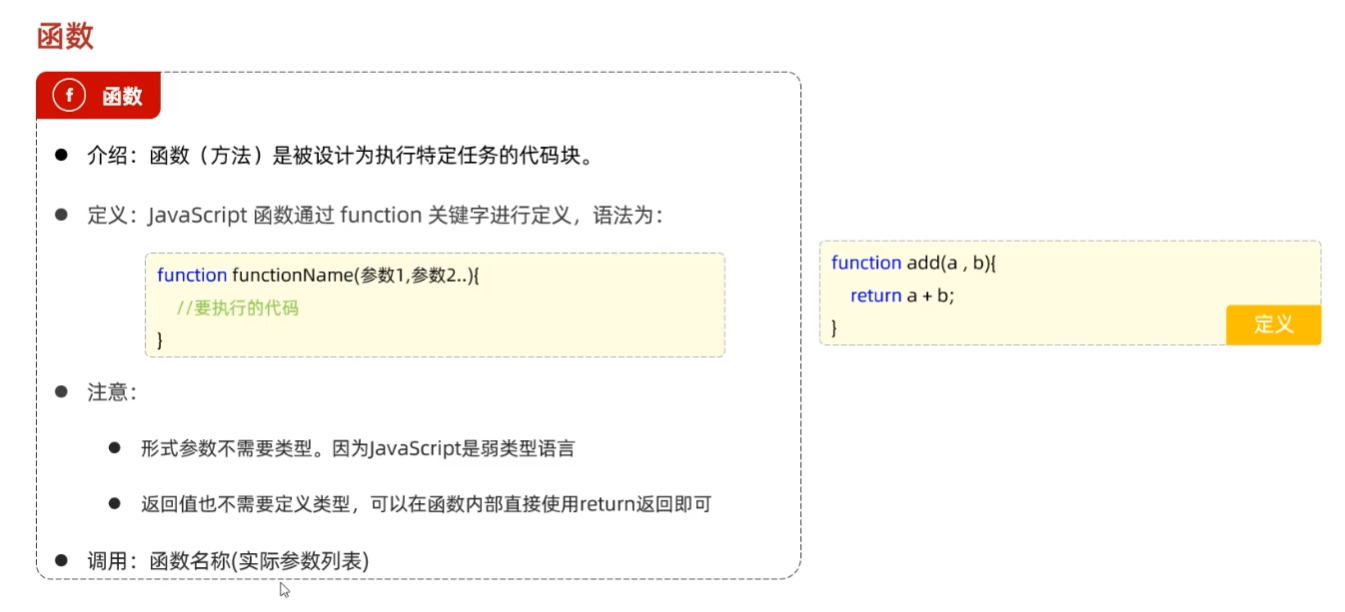 函数
f 函数
介绍：函数（方法）是被设计为执行特定任务的代码块。
定义：JavaScript 函数通过 function 关键字进行定义，语法为：
function functionName(参数1,参数2..){
//要执行的代码
}
注意：
形式参数不需要类型。因为JavaScript是弱类型语言
返回值也不需要定义类型，可以在函数内部直接使用return返回即可
调用：函数名称(实际参数列表)
function add(a , b){
return a + b;
}
定义